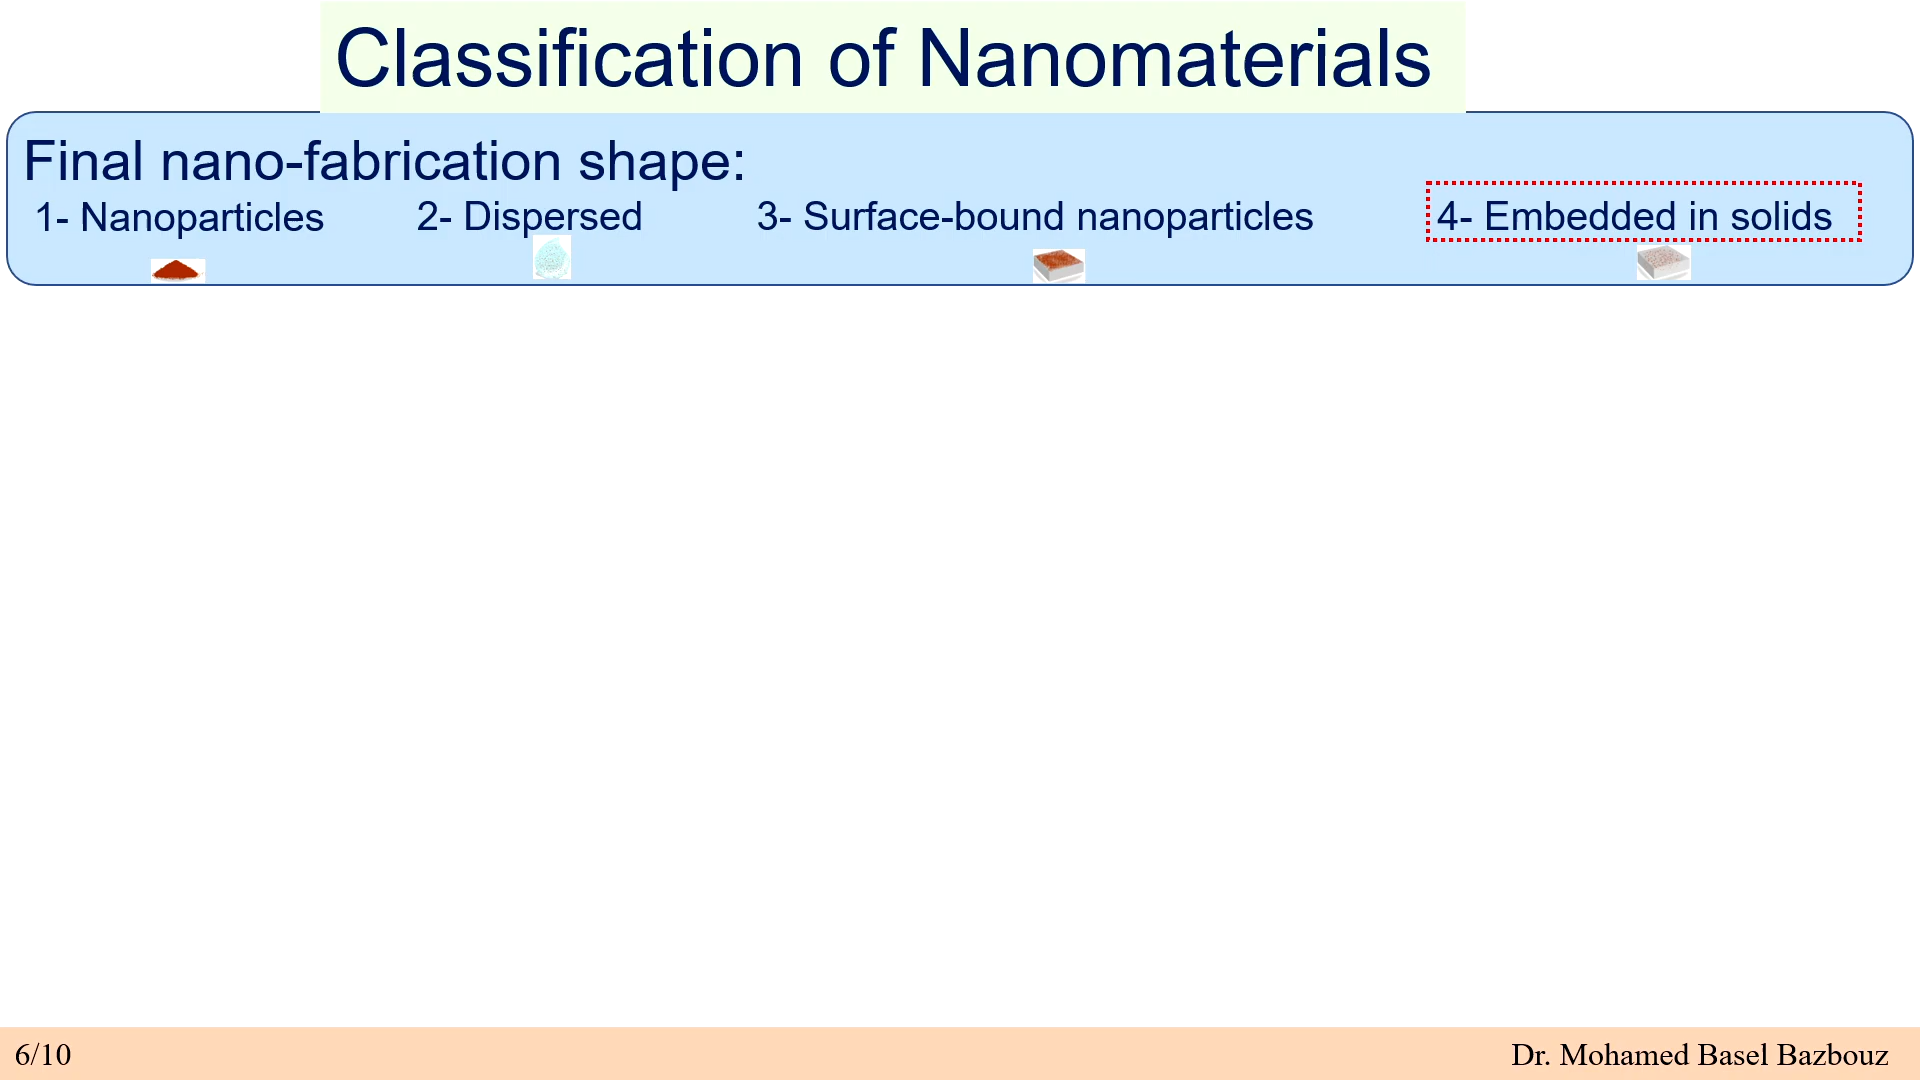 Classification of Nanomaterials
Final nano-fabrication shape:
1- Nanoparticles 2- Dispersed 3- Surface-bound nanoparticles 4- Embedded in solids
6/10 Dr. Mohamed Basel Bazbouz